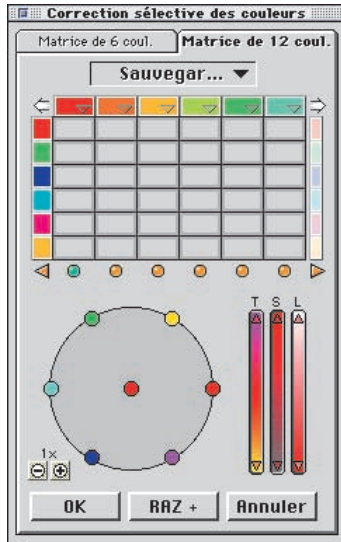 Correction sélective des couleurs
Matrice de 6 coul.
Matrice de 12 coul.
Sauvegar...
T S L
1x
OK
RAZ +
Annuler